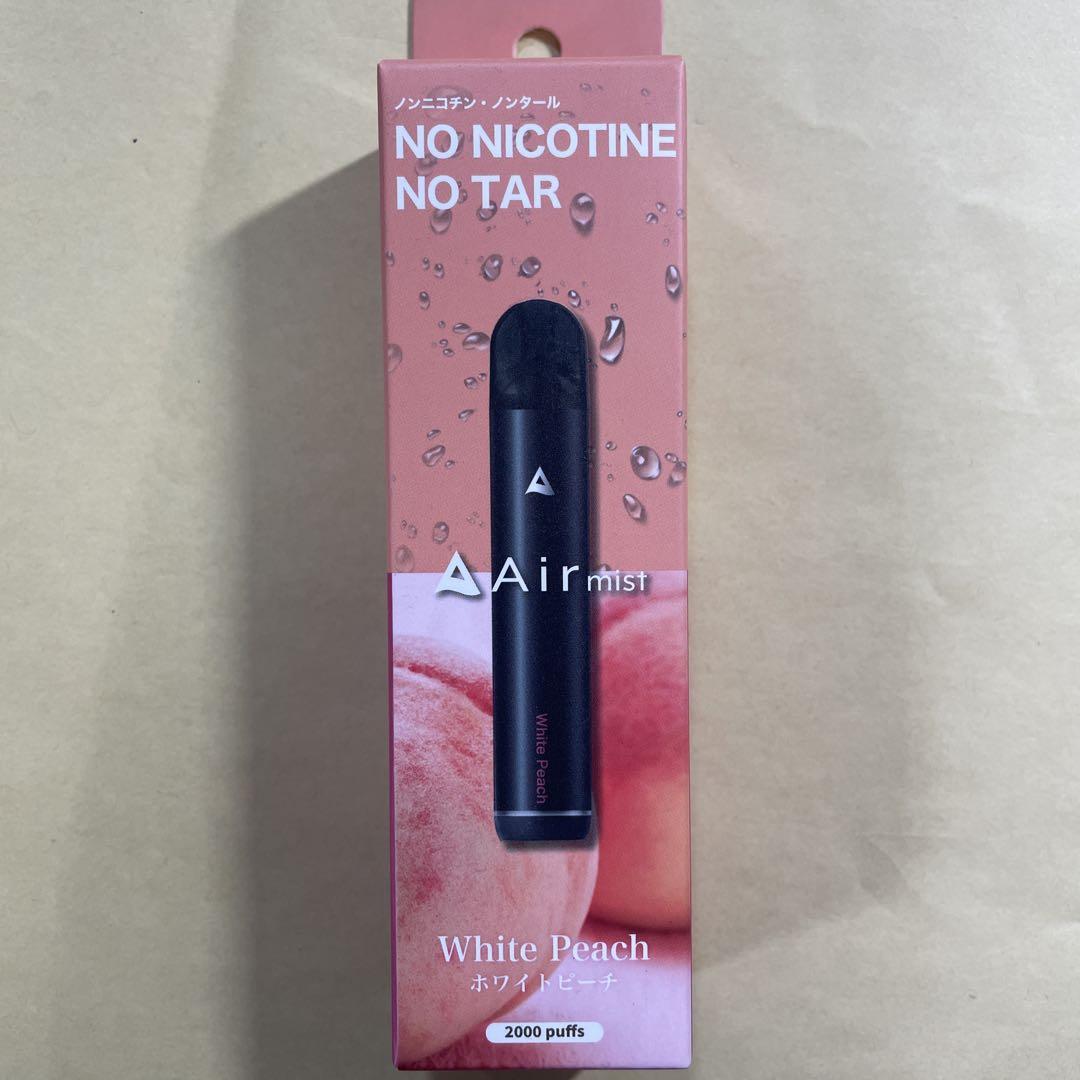 ノンニコチン・ノンタール
NO NICOTINE
NO TAR
Air mist
White Peach
White Peach
ホワイトピーチ
2000 puffs